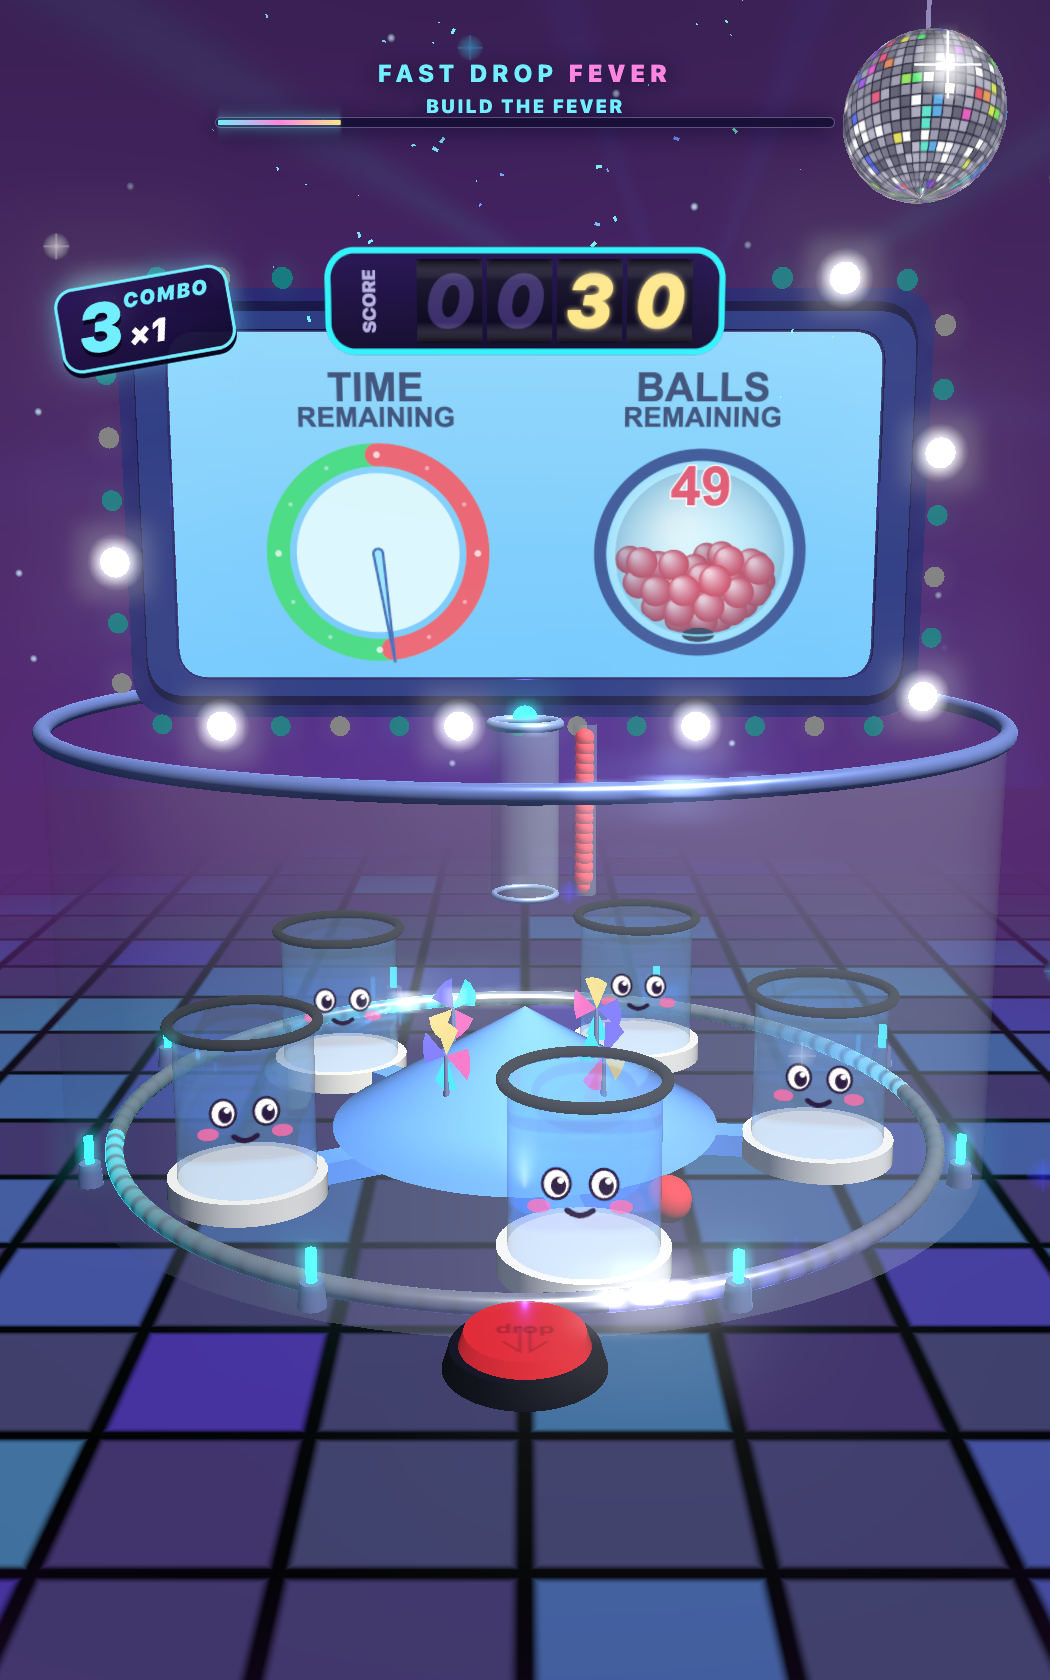 FAST DROP FEVER
BUILD THE FEVER
3 COMBO
×1
SCORE
0030
TIME
REMAINING
BALLS
REMAINING
49
drop